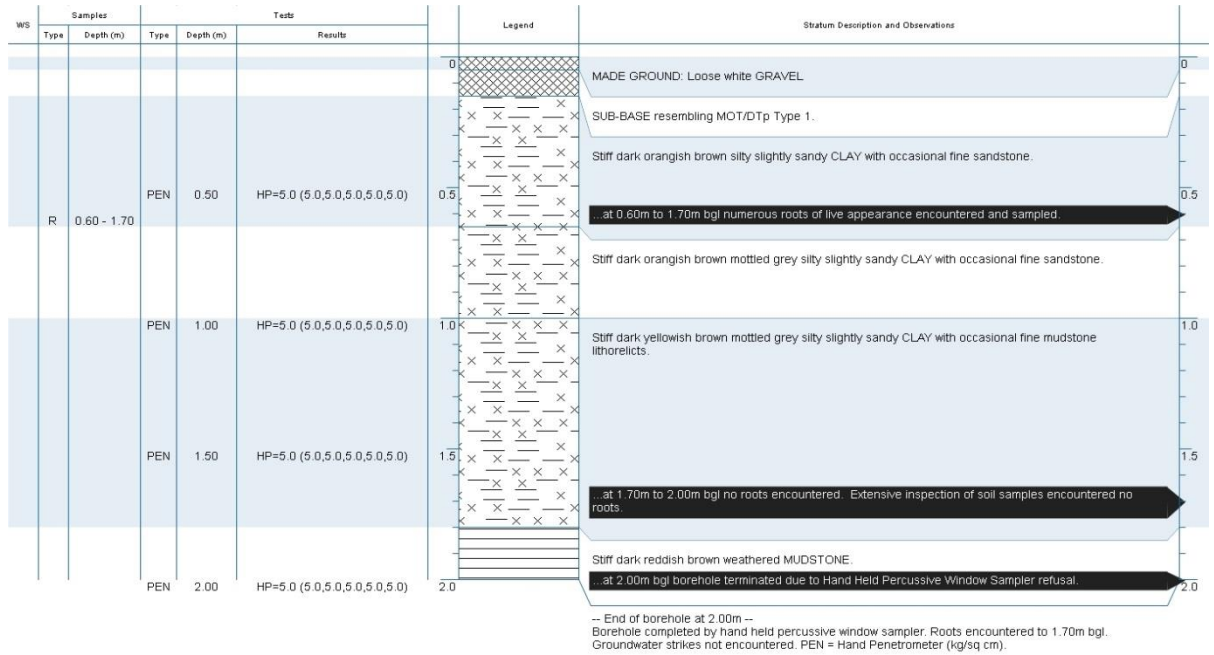 Samples Tests
WS Legend Stratum Description and Observations
Type Depth (m) Type Depth (m) Results
0 0
MADE GROUND: Loose white GRAVEL
SUB-BASE resembling MOT/DTp Type 1.
Stiff dark orangish brown silty slightly sandy CLAY with occasional fine sandstone.
PEN 0.50 HP=5.0 (5.0,5.0,5.0,5.0,5.0) 0.5 0.5
...at 0.60m to 1.70m bgl numerous roots of live appearance encountered and sampled.
R 0.60 - 1.70
Stiff dark orangish brown mottled grey silty slightly sandy CLAY with occasional fine sandstone.
PEN 1.00 HP=5.0 (5.0,5.0,5.0,5.0,5.0) 1.0 1.0
Stiff dark yellowish brown mottled grey silty slightly sandy CLAY with occasional fine mudstone
lithorelicts.
PEN 1.50 HP=5.0 (5.0,5.0,5.0,5.0,5.0) 1.5 1.5
...at 1.70m to 2.00m bgl no roots encountered. Extensive inspection of soil samples encountered no
roots.
Stiff dark reddish brown weathered MUDSTONE.
...at 2.00m bgl borehole terminated due to Hand Held Percussive Window Sampler refusal.
PEN 2.00 HP=5.0 (5.0,5.0,5.0,5.0,5.0) 2.0 2.0
-- End of borehole at 2.00m --
Borehole completed by hand held percussive window sampler. Roots encountered to 1.70m bgl.
Groundwater strikes not encountered. PEN = Hand Penetrometer (kg/sq cm).